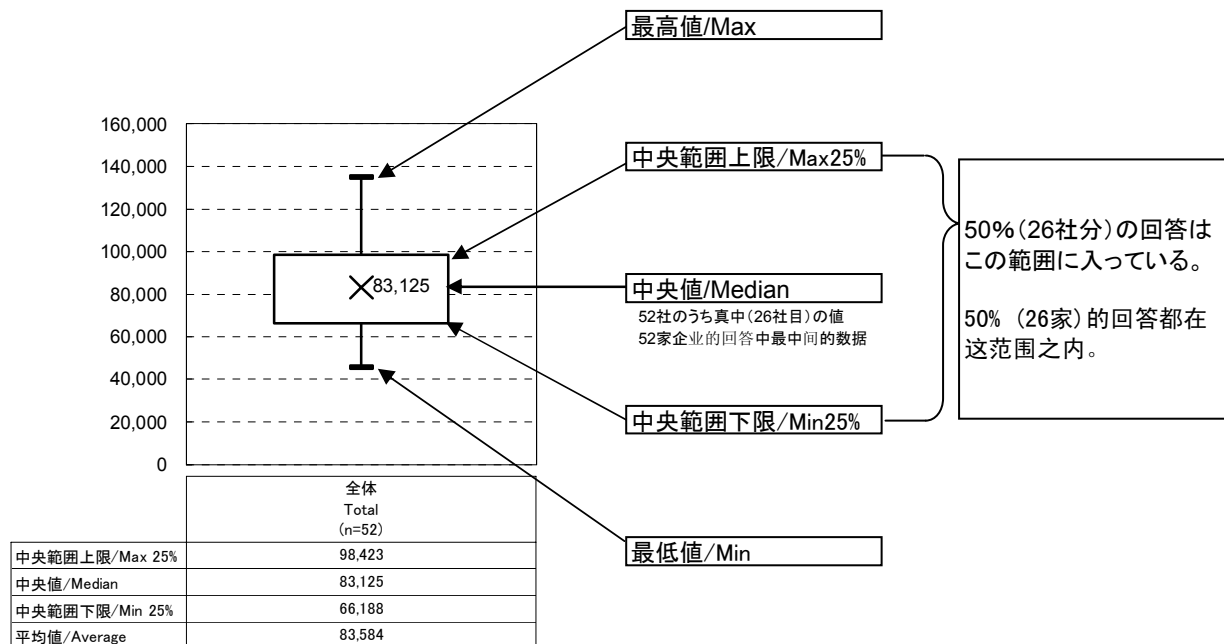 最高値/Max
160,000
140,000
120,000
100,000
80,000
60,000
40,000
20,000
0
83,125
中央範囲上限/Max25%
中央値/Median
52社のうち真中(26社目)の値
52家企业的回答中最中间的数据
中央範囲下限/Min25%
最低値/Min
50%(26社分)の回答は
この範囲に入っている。
50% (26家)的回答都在
这范围之内。
全体
Total
(n=52)
中央範囲上限/Max 25% 98,423
中央値/Median 83,125
中央範囲下限/Min 25% 66,188
平均値/Average 83,584